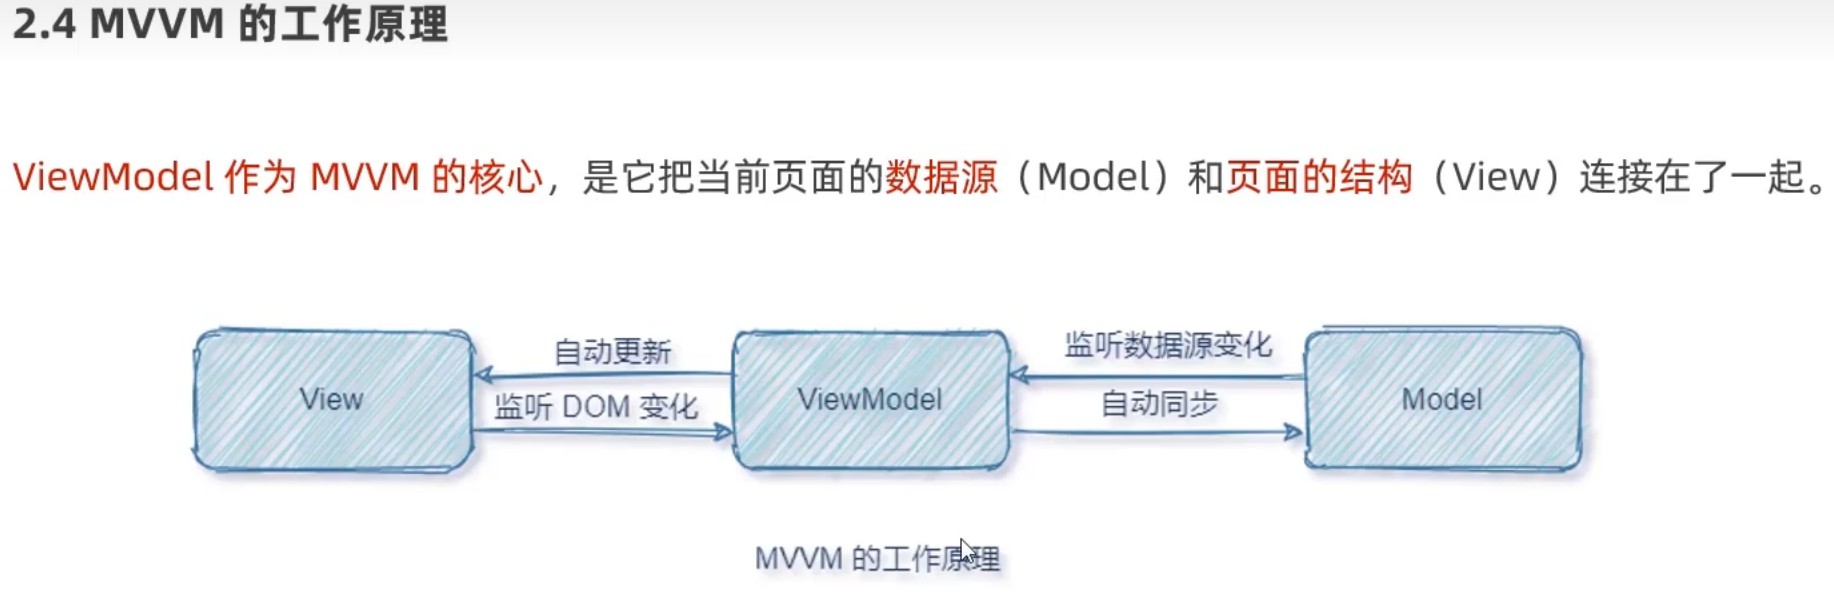 2.4 MVVM 的工作原理
ViewModel 作为 MVVM 的核心，是它把当前页面的数据源（Model）和页面的结构（View）连接在了一起。
自动更新
监听数据源变化
View
ViewModel
Model
监听 DOM 变化
自动同步
MVVM 的工作原理